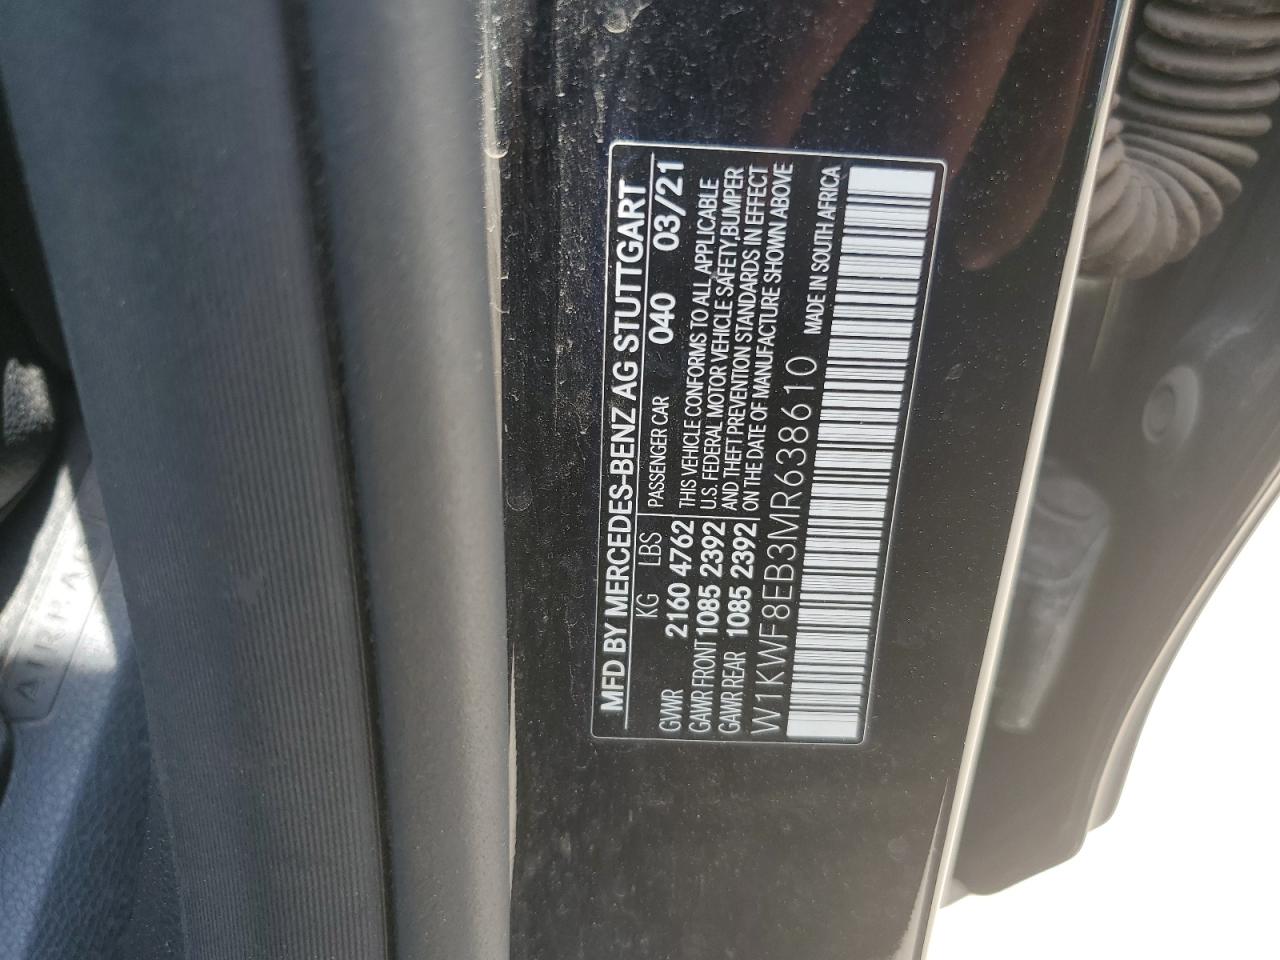 MFD BY MERCEDES-BENZ AG STUTTGART
KG LBS PASSENGER CAR 040 03/21
GVWR 2160 4762 THIS VEHICLE CONFORMS TO ALL APPLICABLE
GAWR FRONT 1085 2392 U.S. FEDERAL MOTOR VEHICLE SAFETY, BUMPER
GAWR REAR 1085 2392 AND THEFT PREVENTION STANDARDS IN EFFECT
ON THE DATE OF MANUFACTURE SHOWN ABOVE
W1KWF8EB3MR638610 MADE IN SOUTH AFRICA
AIRBAG